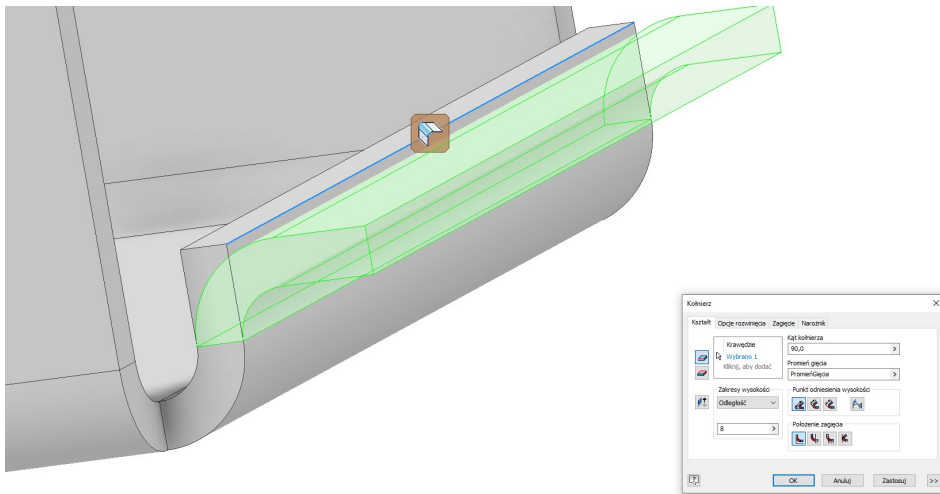 Kołnierz
Kształt Opcje rozwinięcia Zagięcie Narożnik
Krawędzie
Wybrano 1
Kliknij, aby dodać
Kąt kołnierza
90,0 >
Promień gięcia
PromieńGięcia >
Zakresy wysokości
Odległość
8 >
Punkt odniesienia wysokości
Położenie zagięcia
OK Anuluj Zastosuj >>